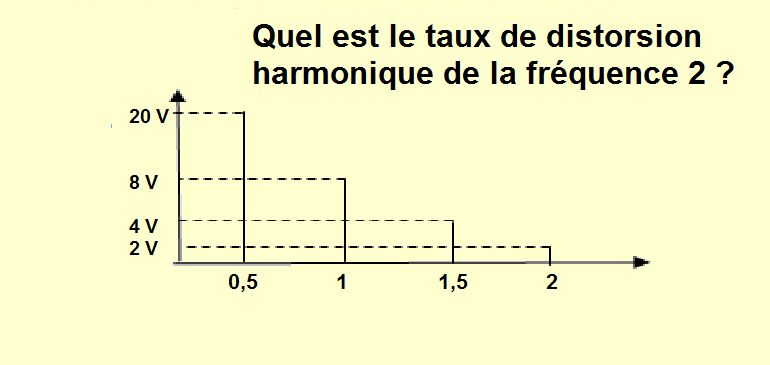 Quel est le taux de distorsion
harmonique de la fréquence 2 ?
20 V
8 V
4 V
2 V
0,5 1 1,5 2